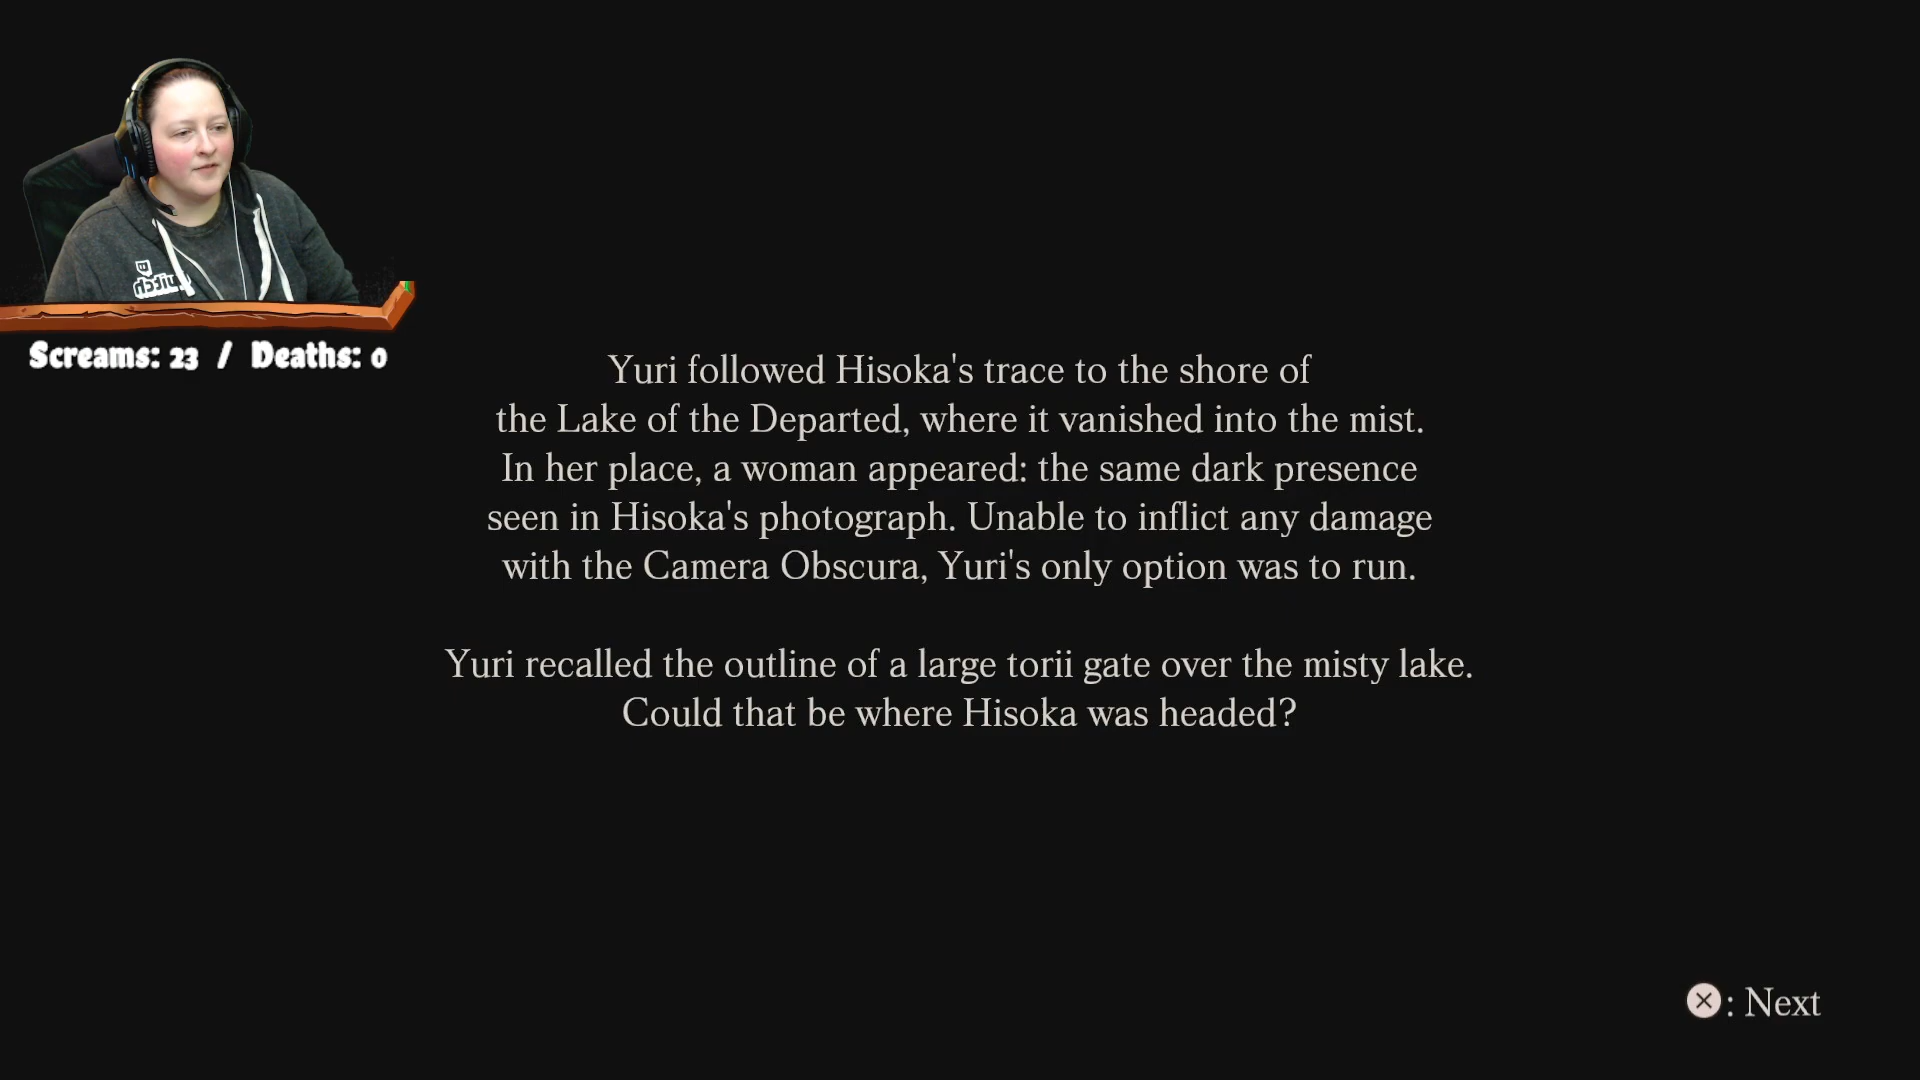 twitch
Screams: 23 / Deaths: 0
Yuri followed Hisoka's trace to the shore of
the Lake of the Departed, where it vanished into the mist.
In her place, a woman appeared: the same dark presence
seen in Hisoka's photograph. Unable to inflict any damage
with the Camera Obscura, Yuri's only option was to run.
Yuri recalled the outline of a large torii gate over the misty lake.
Could that be where Hisoka was headed?
: Next